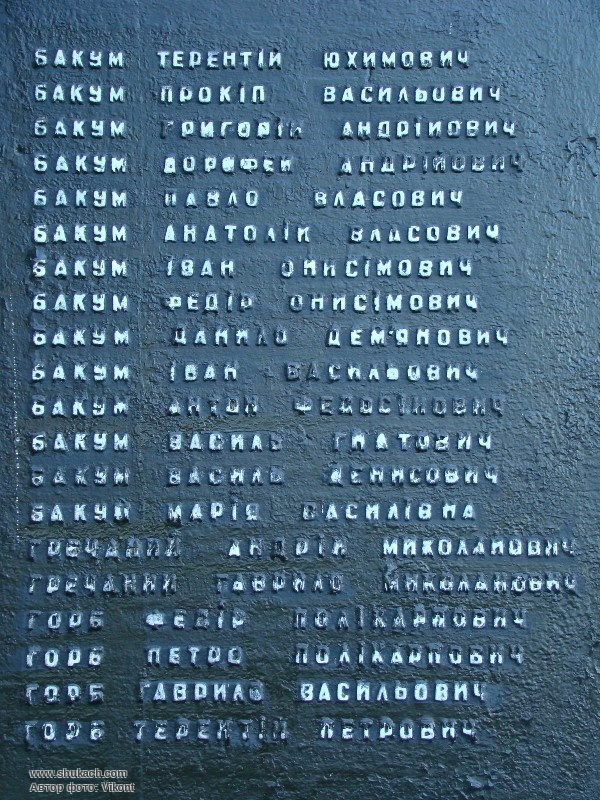 БАКУМ ТЕРЕНТІЙ ЮХИМОВИЧ
БАКУМ ПРОКІП ВАСИЛЬОВИЧ
БАКУМ ГРИГОРІЙ АНДРІЙОВИЧ
БАКУМ ДОРОФЕЙ АНДРІЙОВИЧ
БАКУМ ПАВЛО ВЛАСОВИЧ
БАКУМ АНАТОЛІЙ ВЛАСОВИЧ
БАКУМ ІВАН ОНИСІМОВИЧ
БАКУМ ФЕДІР ОНИСІМОВИЧ
БАКУМ ДАНИЛО ДЕМ'ЯНОВИЧ
БАКУМ ІВАН ВАСИЛЬОВИЧ
БАКУМ АНТОН ФЕДОСІЙОВИЧ
БАКУМ ВАСИЛЬ ГНАТОВИЧ
БАКУМ ВАСИЛЬ ДЕНИСОВИЧ
БАКУМ МАРІЯ ВАСИЛІВНА
ГРЕЧАНИЙ АНДРІЙ МИКОЛАЙОВИЧ
ГРЕЧАНИЙ ГАВРИЛО МИКОЛАЙОВИЧ
ГОРБ ФЕДІР ПОЛІКАРПОВИЧ
ГОРБ ПЕТРО ПОЛІКАРПОВИЧ
ГОРБ ГАВРИЛО ВАСИЛЬОВИЧ
ГОРБ ТЕРЕНТІЙ ПЕТРОВИЧ
www.shukach.com
Автор фото: Vikont